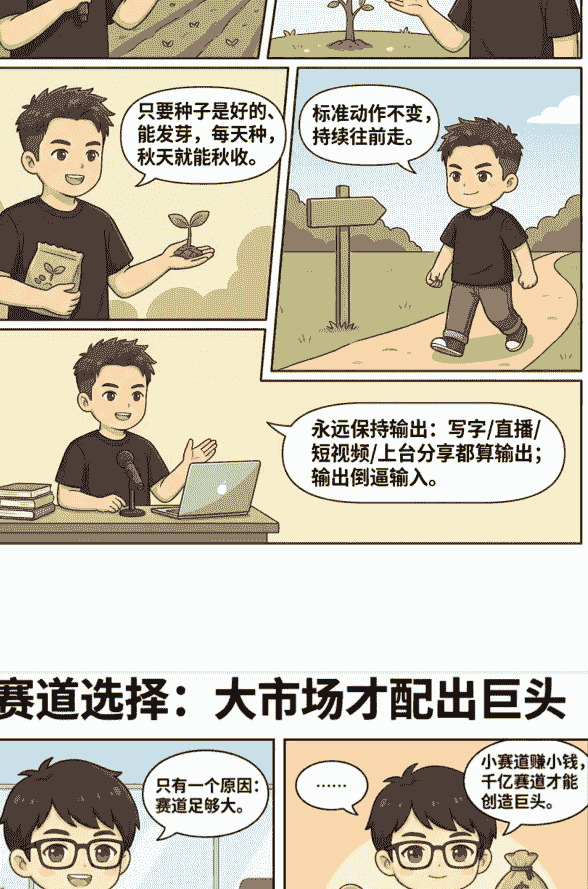 只要种子是好的、
能发芽，每天种，
秋天就能秋收。
标准动作不变，
持续往前走。
永远保持输出：写字/直播/
短视频/上台分享都算输出；
输出倒逼输入。
赛道选择：大市场才配出巨头
只有一个原因：
赛道足够大。
……
小赛道赚小钱，
千亿赛道才能
创造巨头。